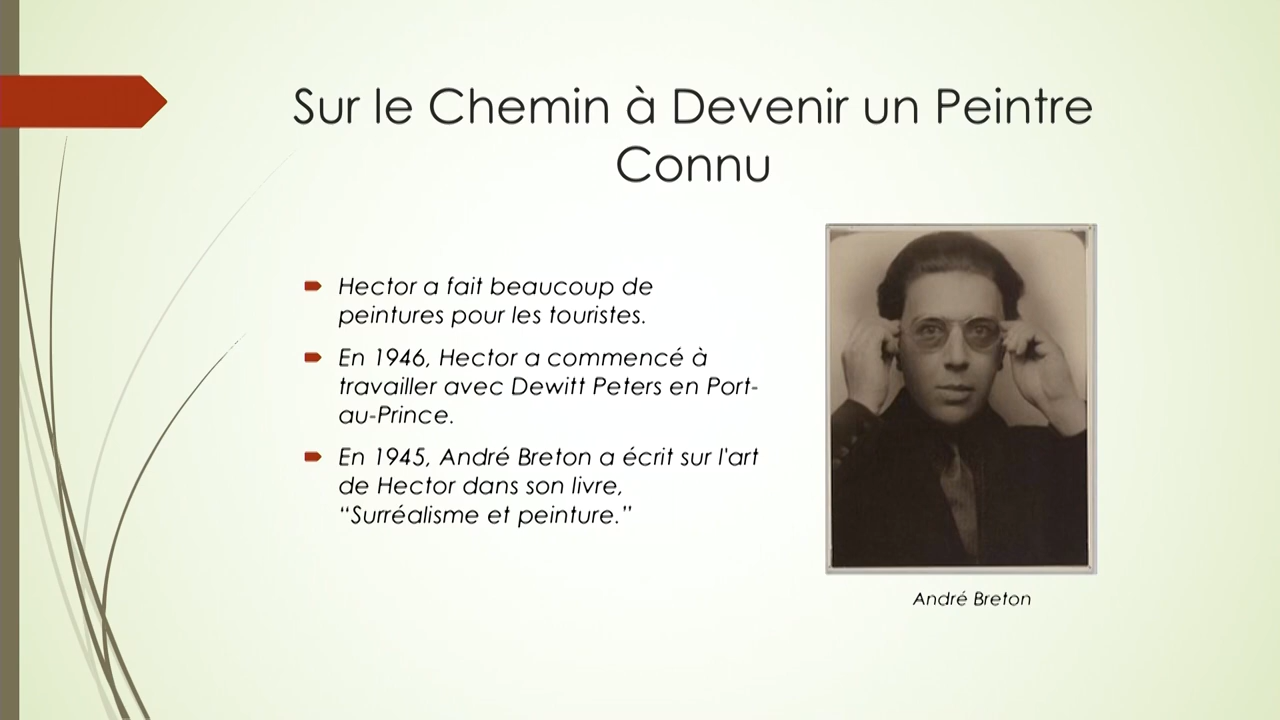 Sur le Chemin à Devenir un Peintre
Connu
Hector a fait beaucoup de
peintures pour les touristes.
En 1946, Hector a commencé à
travailler avec Dewitt Peters en Port-
au-Prince.
En 1945, André Breton a écrit sur l'art
de Hector dans son livre,
“Surréalisme et peinture.”
André Breton